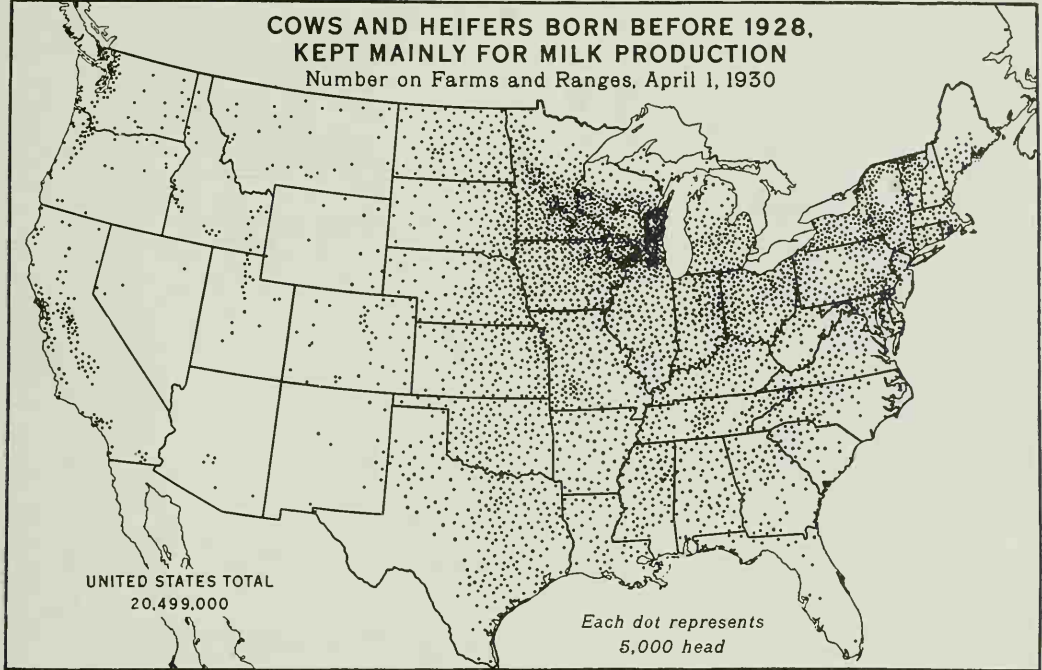 COWS AND HEIFERS BORN BEFORE 1928,
KEPT MAINLY FOR MILK PRODUCTION
Number on Farms and Ranges, April 1, 1930
UNITED STATES TOTAL
20,499,000
Each dot represents
5,000 head